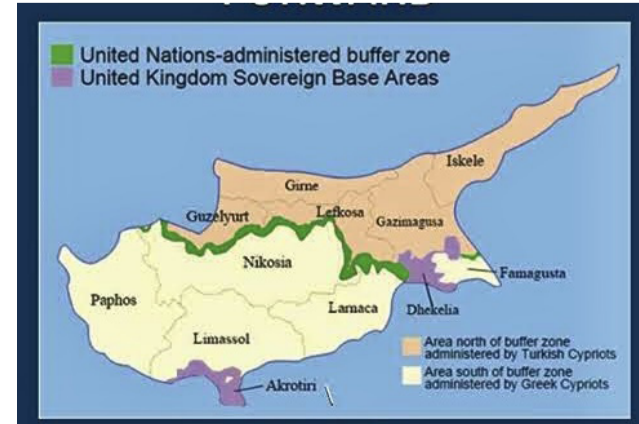 United Nations-administered buffer zone
United Kingdom Sovereign Base Areas
Iskele
Girne
Guzelyurt
Lefkosa
Gazimagusa
Nikosia
Famagusta
Paphos
Larnaca
Dhekelia
Limassol
Akrotiri
Area north of buffer zone
administered by Turkish Cypriots
Area south of buffer zone
administered by Greek Cypriots